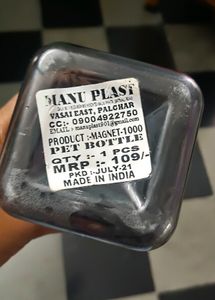 MANU PLAST
VASAI EAST, PALGHAR
CC:- 09004922750
EMAIL : manuplast901@gmail.com
PRODUCT :-MAGNET-1000
PET BOTTLE
QTY :- 1 PCS
MRP :- 109/-
PKD :-JULY-21
MADE IN INDIA